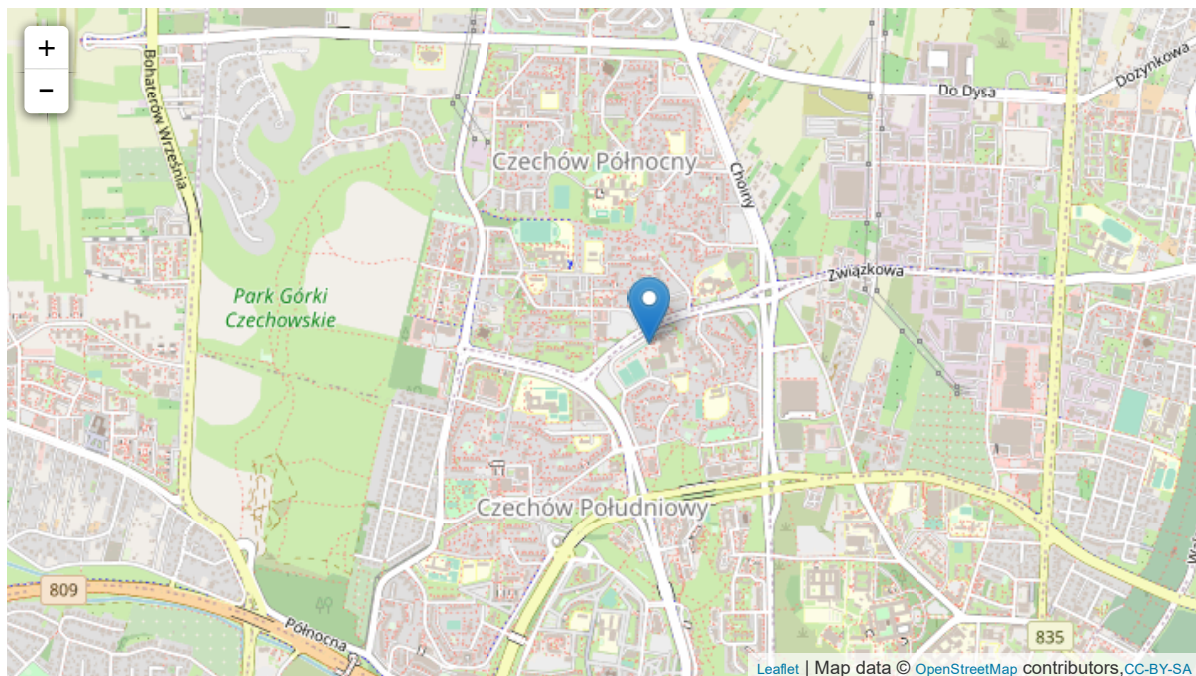 +
−
Bohaterów Września
Do Dysa
Dożynkowa
Czechów Północny
Choiny
Związkowa
Park Górki
Czechowskie
Czechów Południowy
809
Północna
835
Leaflet | Map data © OpenStreetMap contributors,CC-BY-SA